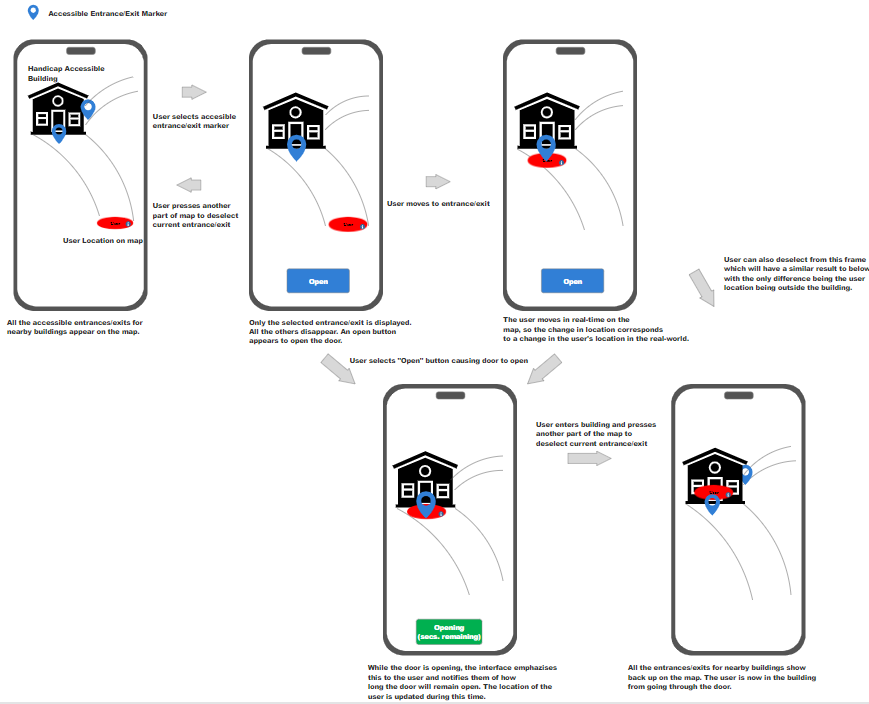 Accessible Entrance/Exit Marker
Handicap Accessible
Building
User Location on map
All the accessible entrances/exits for
nearby buildings appear on the map.
User selects accesible
entrance/exit marker
User presses another
part of map to deselect
current entrance/exit
Open
Only the selected entrance/exit is displayed.
All the others disappear. An open button
appears to open the door.
User moves to entrance/exit
Open
The user moves in real-time on the
map, so the change in location corresponds
to a change in the user's location in the real-world.
User can also deselect from this frame
which will have a similar result to below
with the only difference being the user
location being outside the building.
User selects "Open" button causing door to open
Opening
(secs. remaining)
While the door is opening, the interface emphazises
this to the user and notifies them of how
long the door will remain open. The location of the
user is updated during this time.
User enters building and presses
another part of the map to
deselect current entrance/exit
All the entrances/exits for nearby buildings show
back up on the map. The user is now in the building
from going through the door.